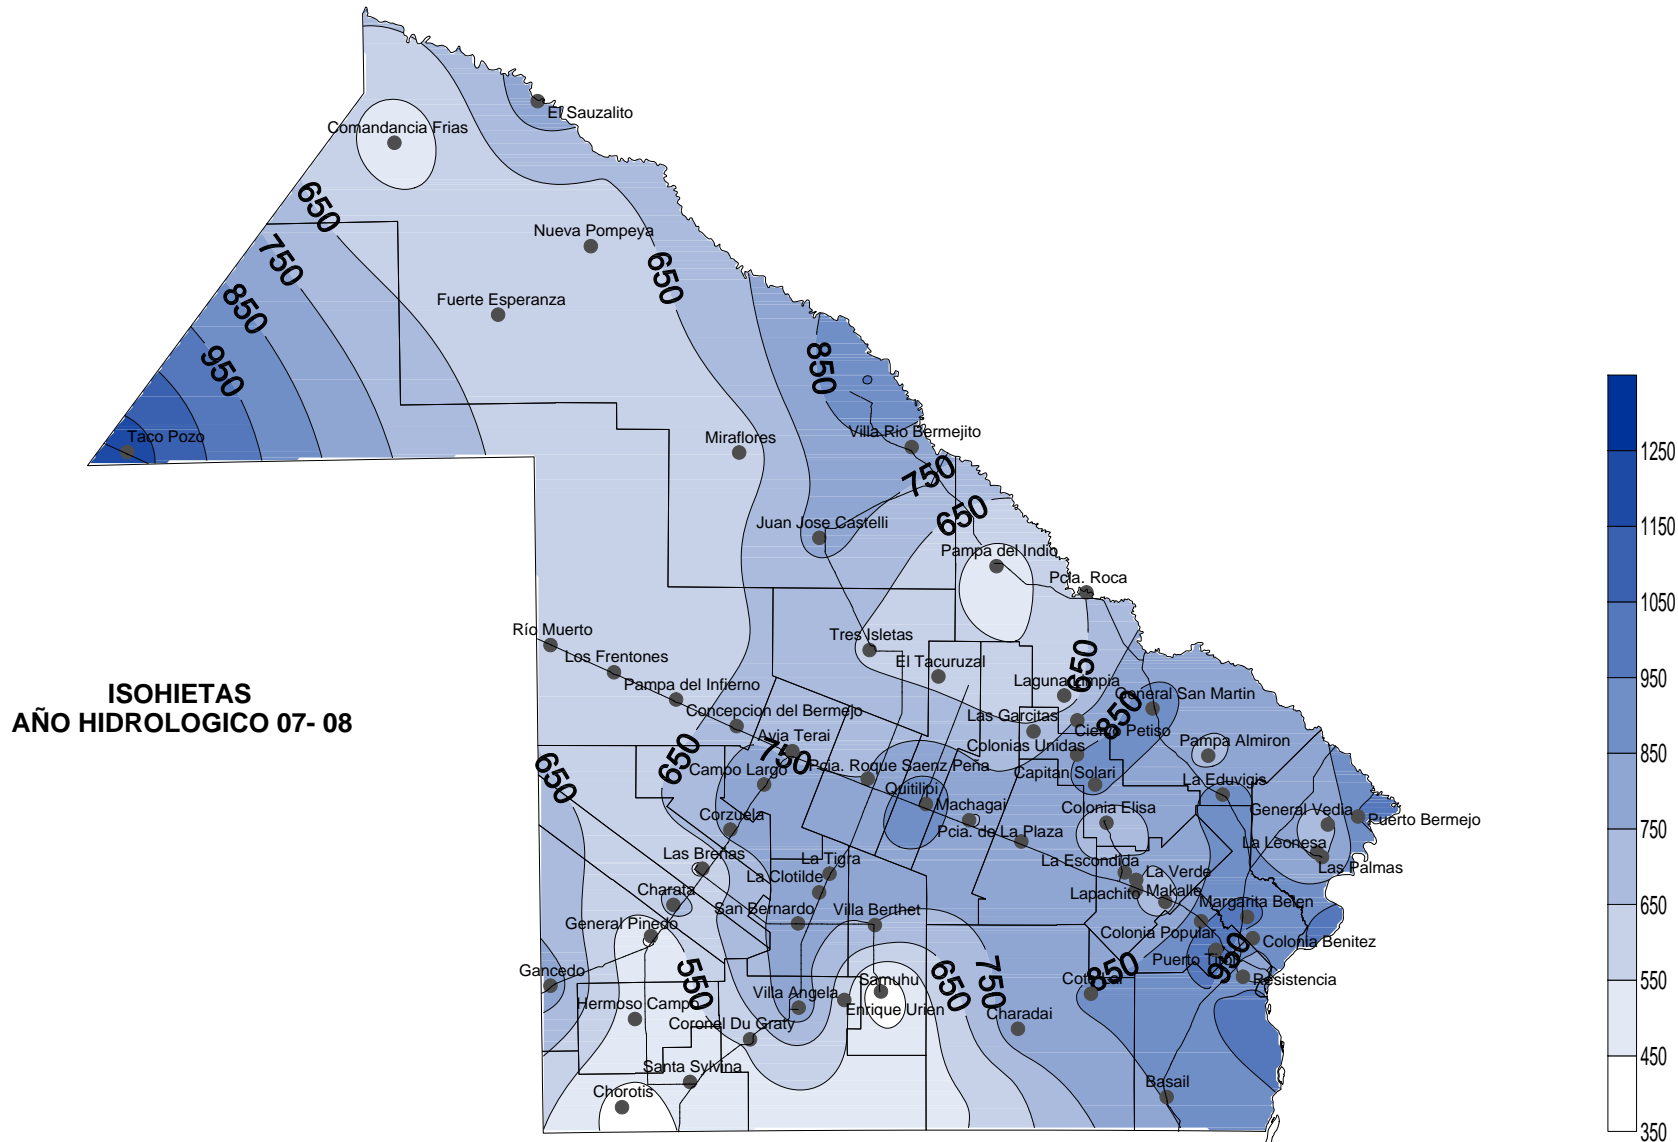 El Sauzalito
Comandancia Frias
650
Nueva Pompeya
750
650
Fuerte Esperanza
850
850
950
Taco Pozo
Miraflores
Villa Rio Bermejito
750
650
Juan Jose Castelli
Pampa del Indio
Pcia. Roca
Río Muerto
Tres Isletas
Los Frentones
El Tacuruzal
650
Pampa del Infierno
Laguna Limpia
General San Martin
ISOHIETAS
AÑO HIDROLOGICO 07- 08
Concepcion del Bermejo
Las Garcitas
850
Ciervo Petiso
Avia Terai
750
650
Colonias Unidas
Pampa Almiron
650
Campo Largo
Pcia. Roque Saenz Peña
Capitan Solari
La Eduvigis
Quitilipi
Machagai
Colonia Elisa
General Vedia
Puerto Bermejo
Corzuela
Pcia. de La Plaza
La Leonesa
Las Palmas
Las Breñas
La Tigra
La Escondida
La Verde
Charata
La Clotilde
Lapachito
Makalle
Margarita Belen
General Pinedo
San Bernardo
Villa Berthet
Colonia Popular
Colonia Benitez
Gancedo
550
650
750
850
Puerto Tirol
950
Samuhu
Cote Lai
Resistencia
Hermoso Campo
Villa Angela
Enrique Urien
Charadai
Coronel Du Graty
Santa Sylvina
Basail
Chorotis
1250
1150
1050
950
850
750
650
550
450
350